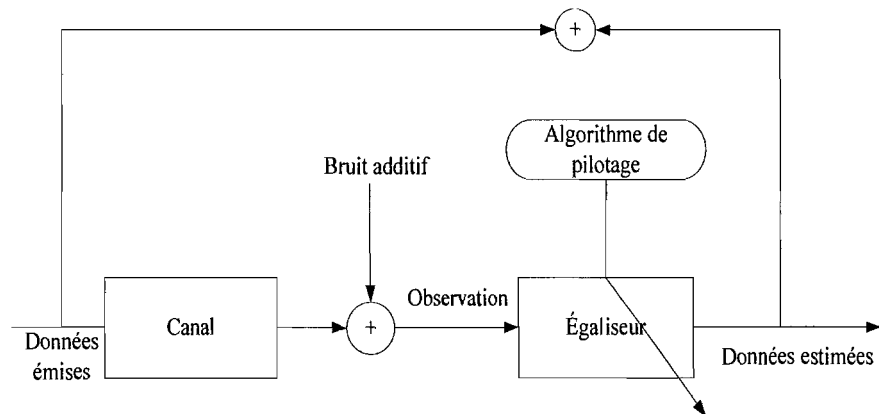 +
Algorithme de
pilotage
Bruit additif
Observation
Canal
+
Égaliseur
Données
émises
Données estimées